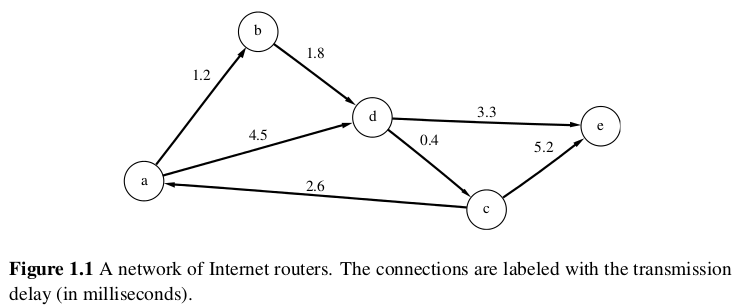 b
1.8
1.2
d
3.3
e
4.5
0.4
5.2
a
2.6
c
Figure 1.1 A network of Internet routers. The connections are labeled with the transmission
delay (in milliseconds).